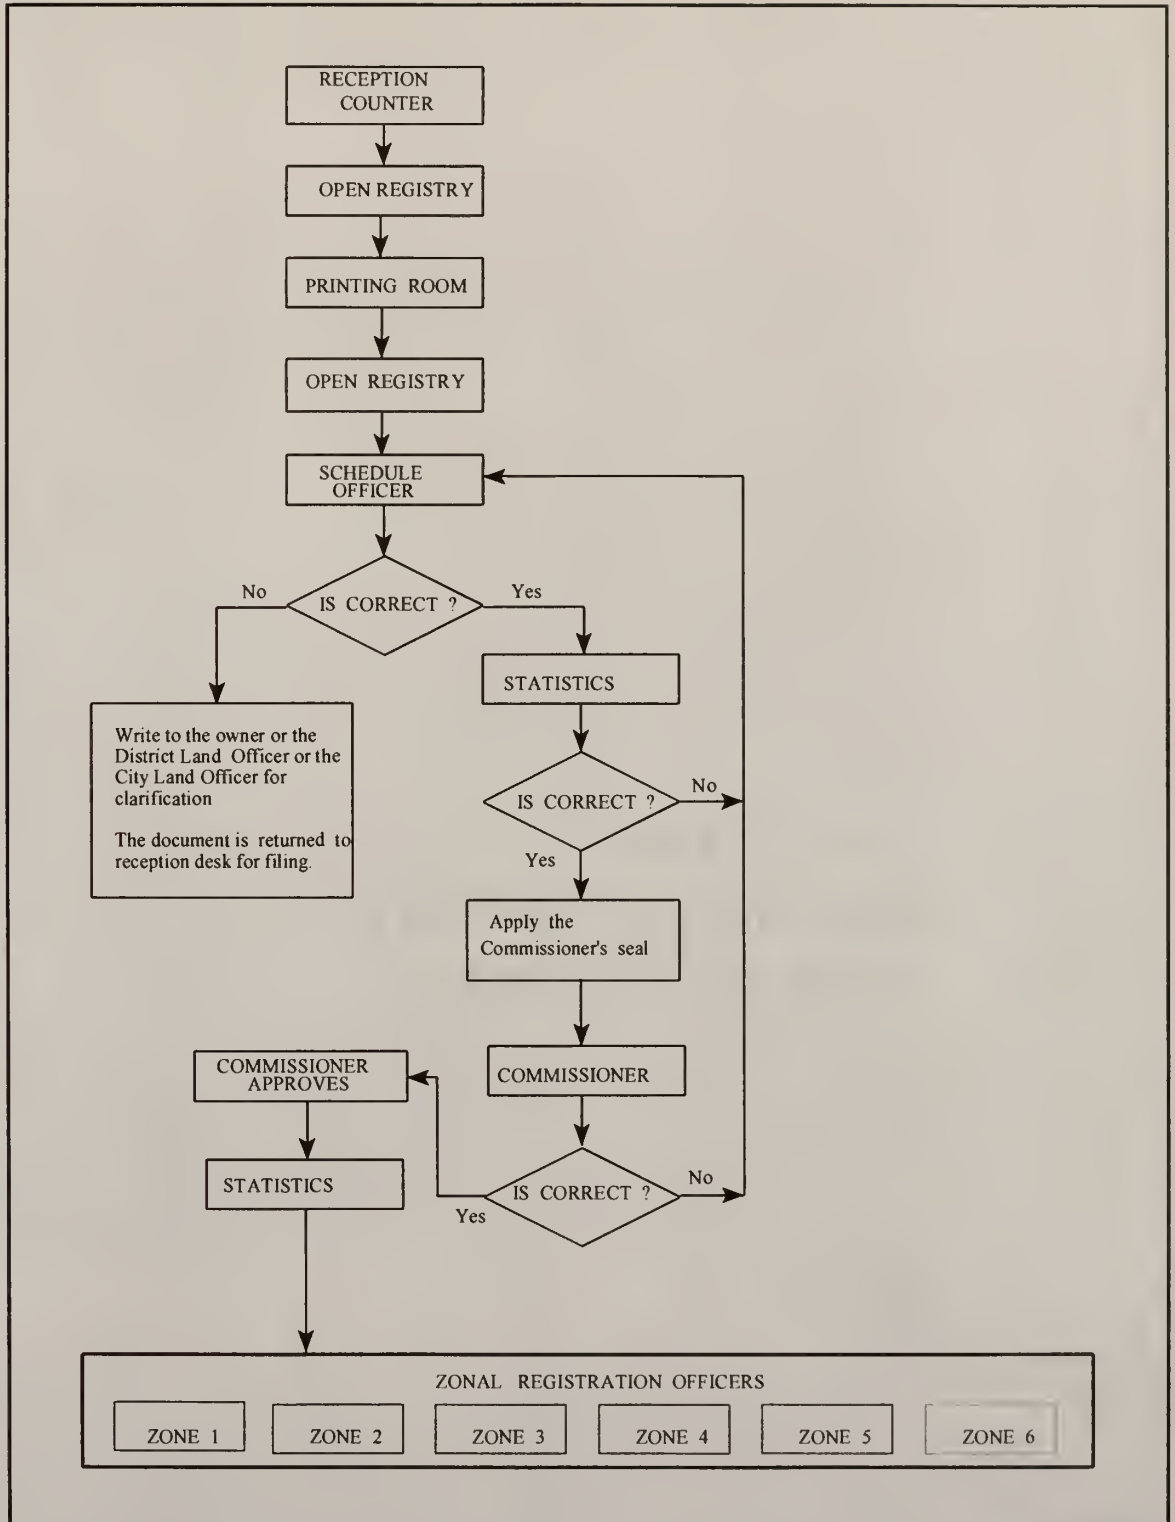 RECEPTION
COUNTER
OPEN REGISTRY
PRINTING ROOM
OPEN REGISTRY
SCHEDULE
OFFICER
IS CORRECT ?
No
Yes
STATISTICS
Write to the owner or the
District Land Officer or the
City Land Officer for
clarification
The document is returned to
reception desk for filing.
IS CORRECT ?
No
Yes
Apply the
Commissioner's seal
COMMISSIONER
COMMISSIONER
APPROVES
IS CORRECT ?
No
Yes
STATISTICS
ZONAL REGISTRATION OFFICERS
ZONE 1
ZONE 2
ZONE 3
ZONE 4
ZONE 5
ZONE 6